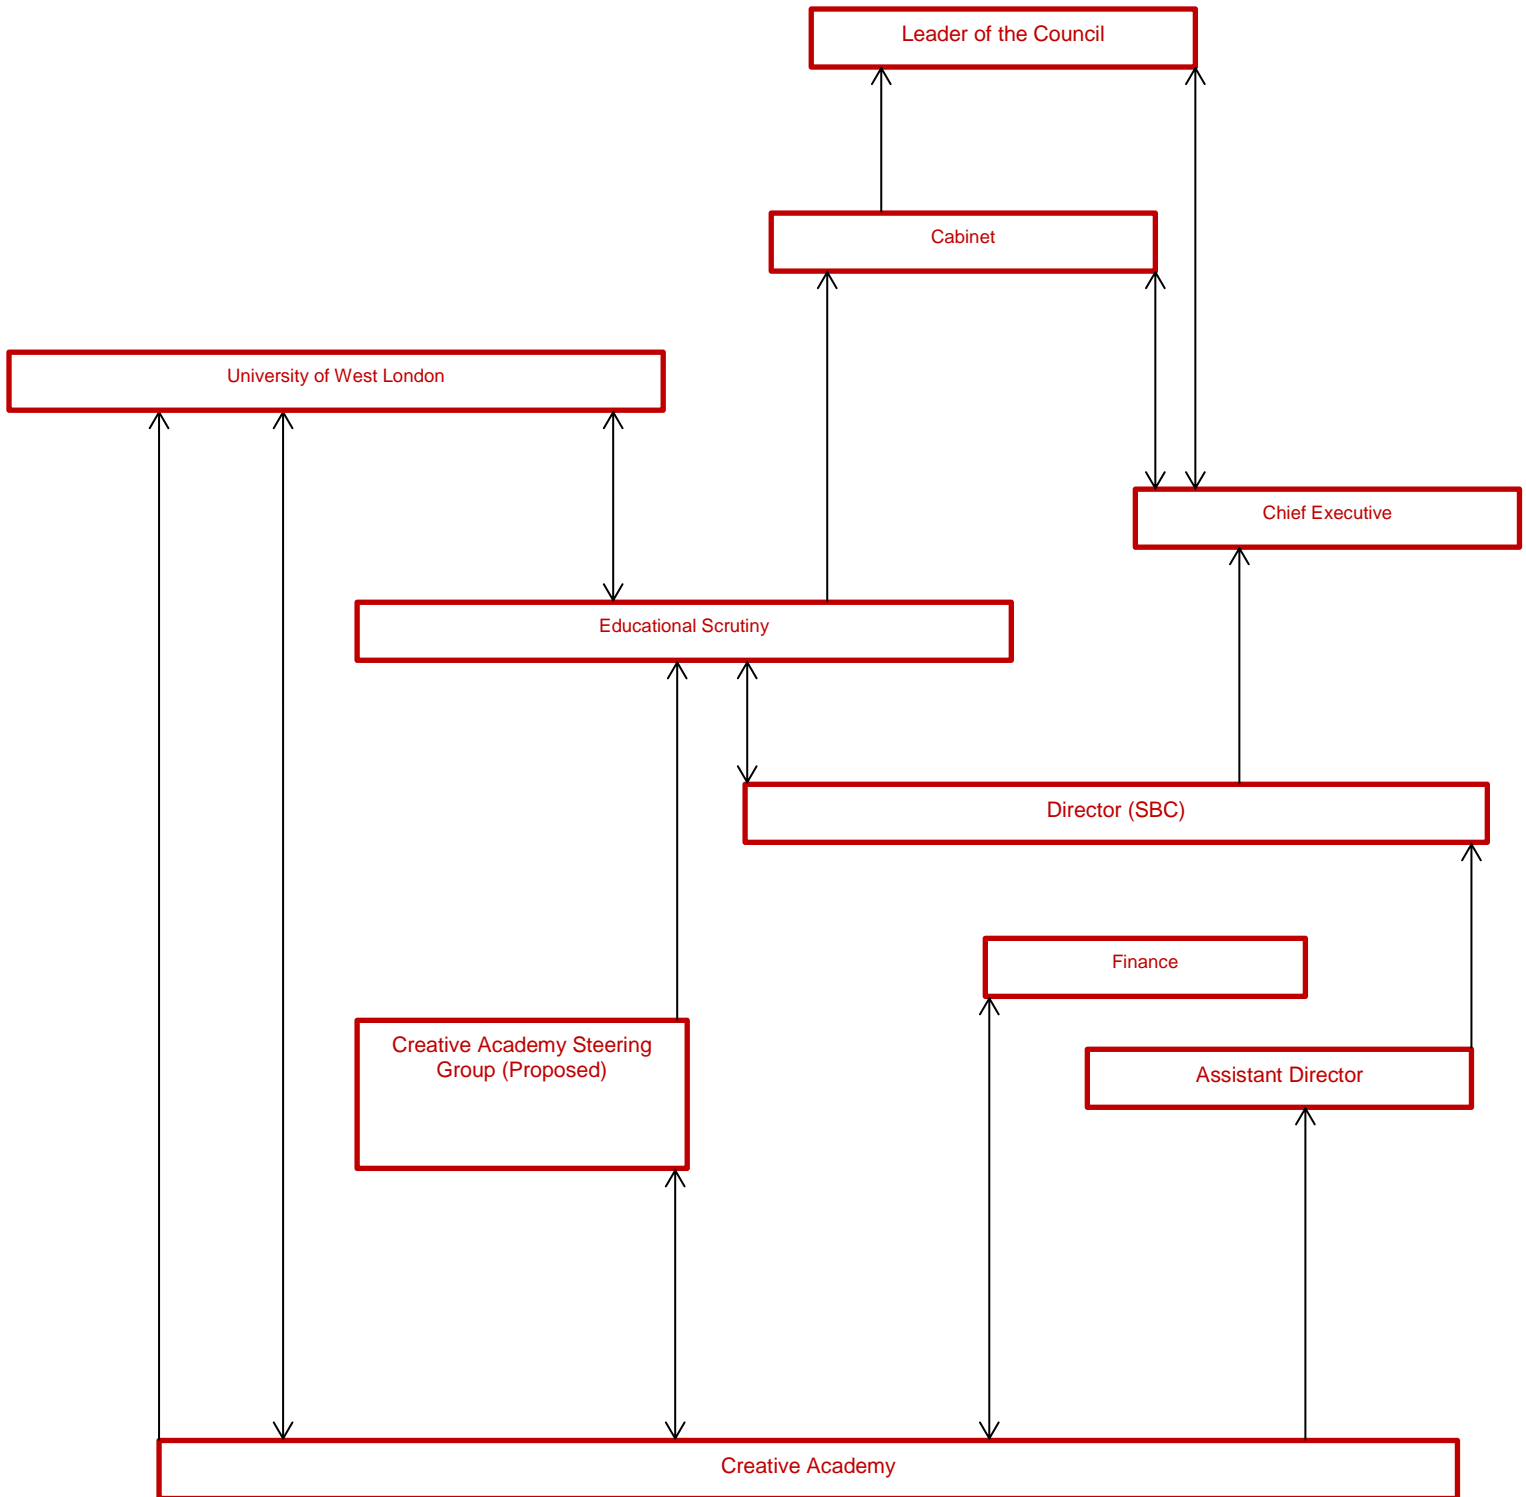 Leader of the Council
Cabinet
University of West London
Chief Executive
Educational Scrutiny
Director (SBC)
Finance
Creative Academy Steering
Group (Proposed)
Assistant Director
Creative Academy